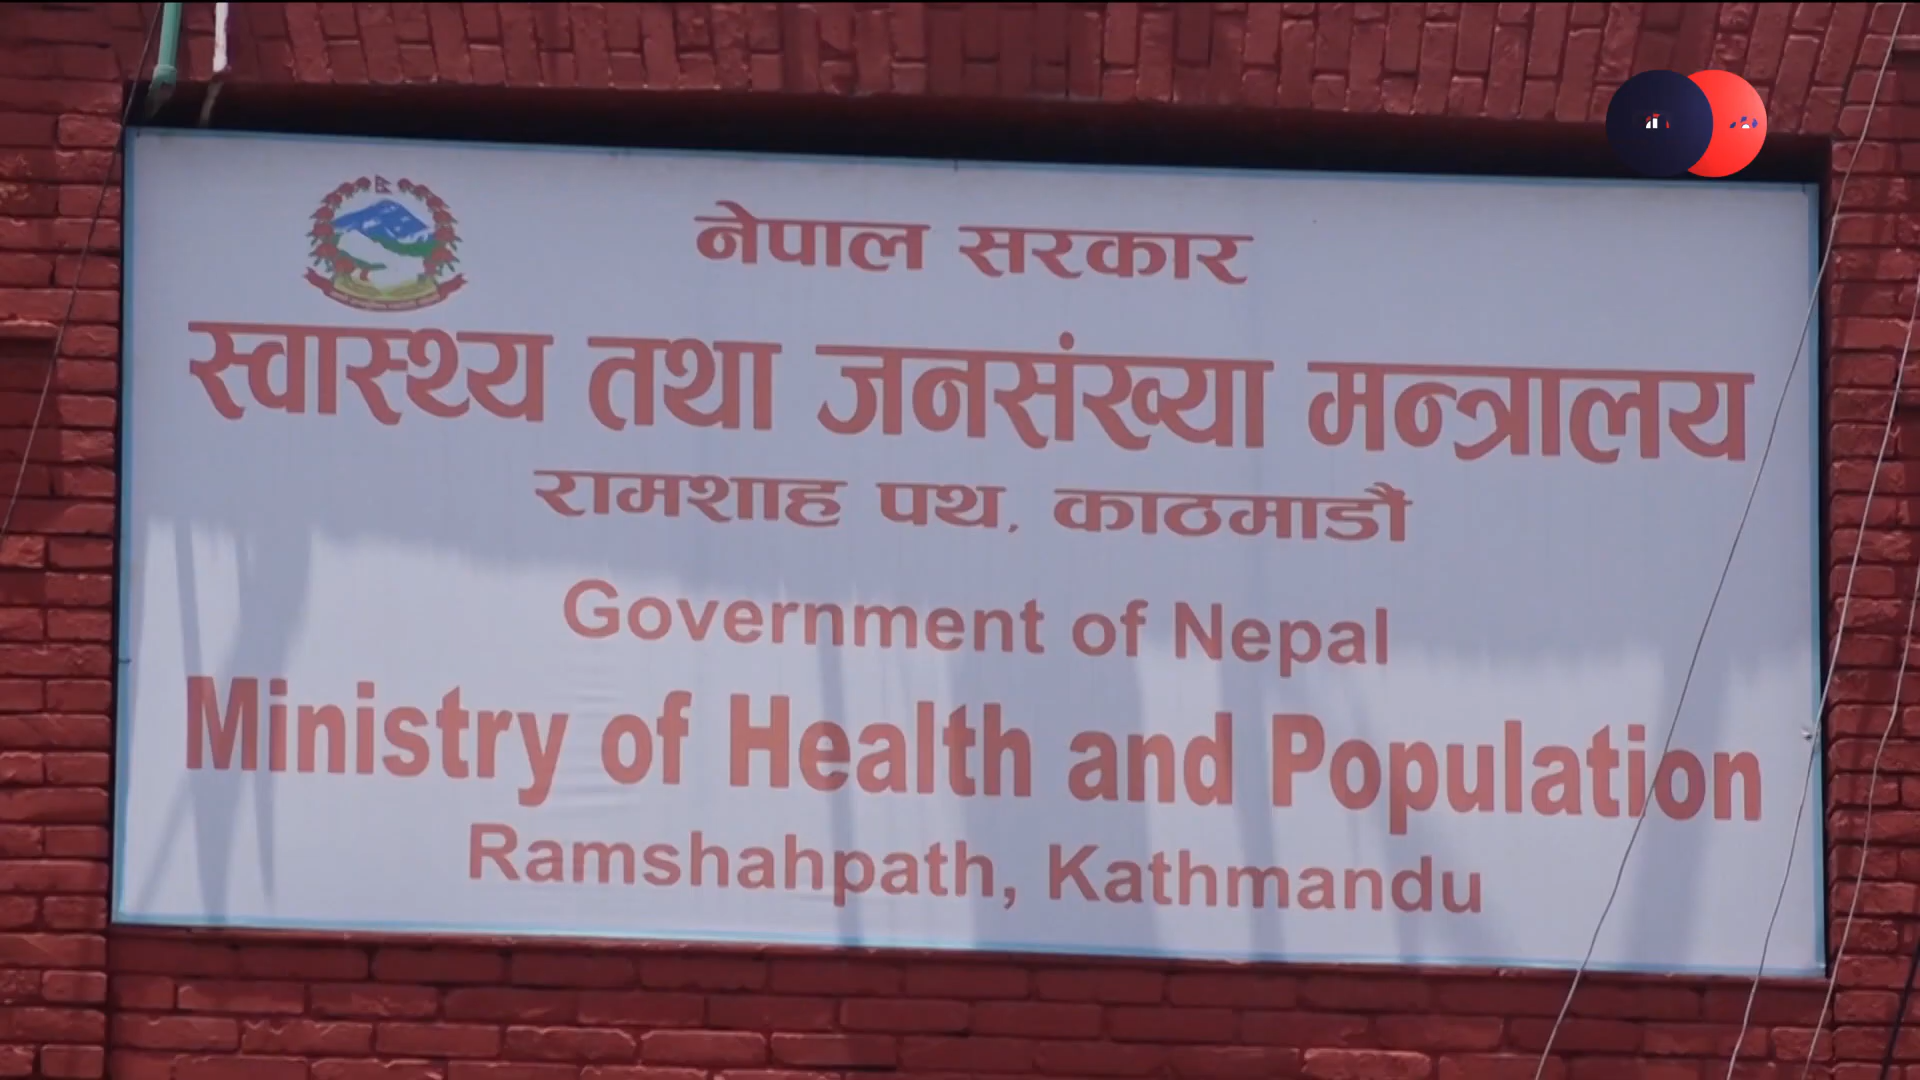 नेपाल सरकार
स्वास्थ्य तथा जनसंख्या मन्त्रालय
रामशाह पथ, काठमाडौं
Government of Nepal
Ministry of Health and Population
Ramshahpath, Kathmandu